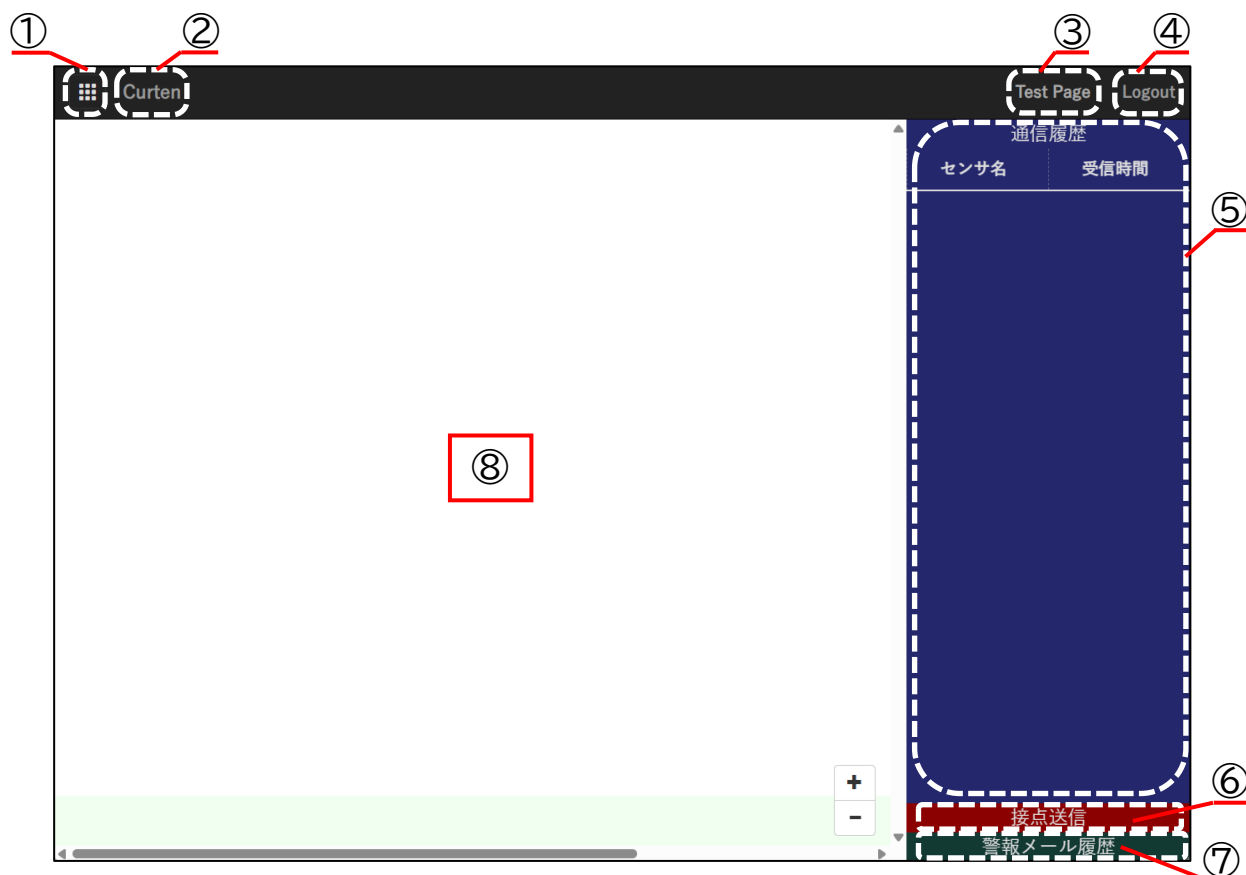 ① ② ③ ④
Curten Test Page Logout
通信履歴
センサ名 受信時間
⑤
⑧
+
⑥
-
接点送信
警報メール履歴
⑦